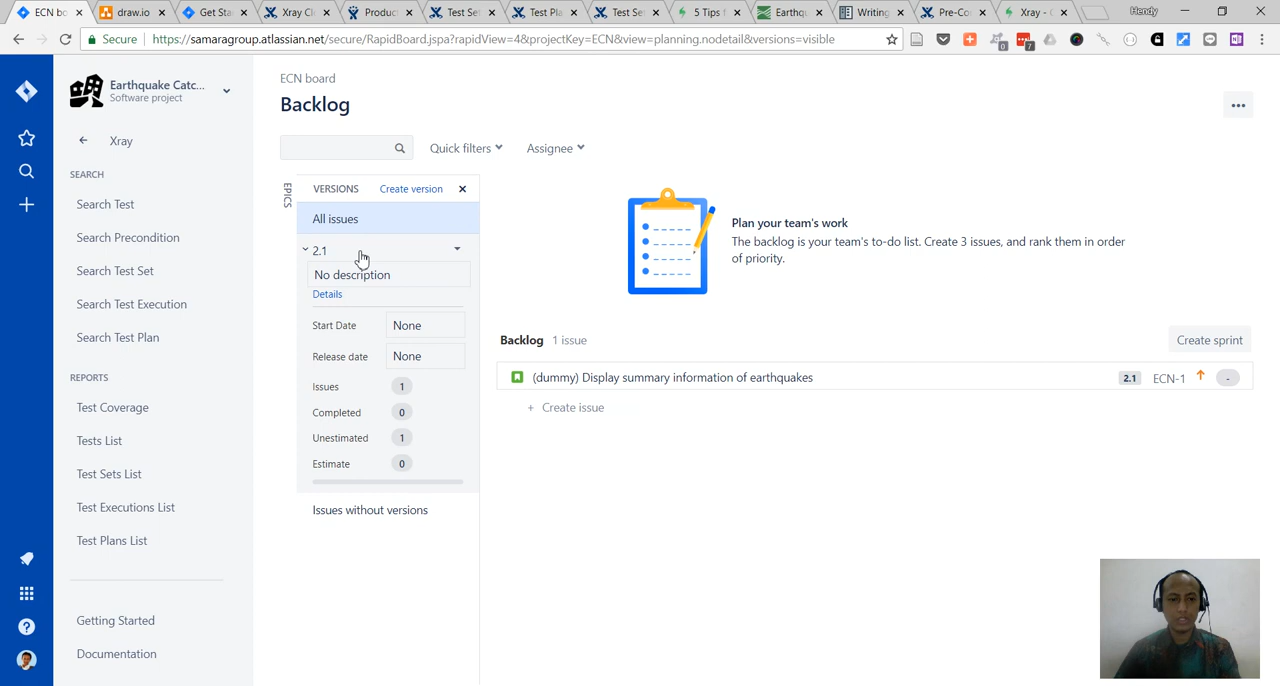 ECN bo
draw.io
Get Sta
Xray Cl
Produc
Test Se
Test Pla
Test Se
5 Tips f
Earthqu
Writing
Pre-Co
Xray - C
Hendy
Secure
https://samaragroup.atlassian.net/secure/RapidBoard.jspa?rapidView=4&projectKey=ECN&view=planning.nodetail&versions=visible
0
7
Earthquake Catc...
Software project
Xray
SEARCH
Search Test
Search Precondition
Search Test Set
Search Test Execution
Search Test Plan
REPORTS
Test Coverage
Tests List
Test Sets List
Test Executions List
Test Plans List
Getting Started
Documentation
ECN board
Backlog
Quick filters
Assignee
EPICS
VERSIONS
Create version
All issues
2.1
No description
Details
Start Date None
Release date None
Issues 1
Completed 0
Unestimated 1
Estimate 0
Issues without versions
Plan your team's work
The backlog is your team's to-do list. Create 3 issues, and rank them in order
of priority.
Backlog 1 issue
Create sprint
(dummy) Display summary information of earthquakes
2.1
ECN-1
-
+ Create issue